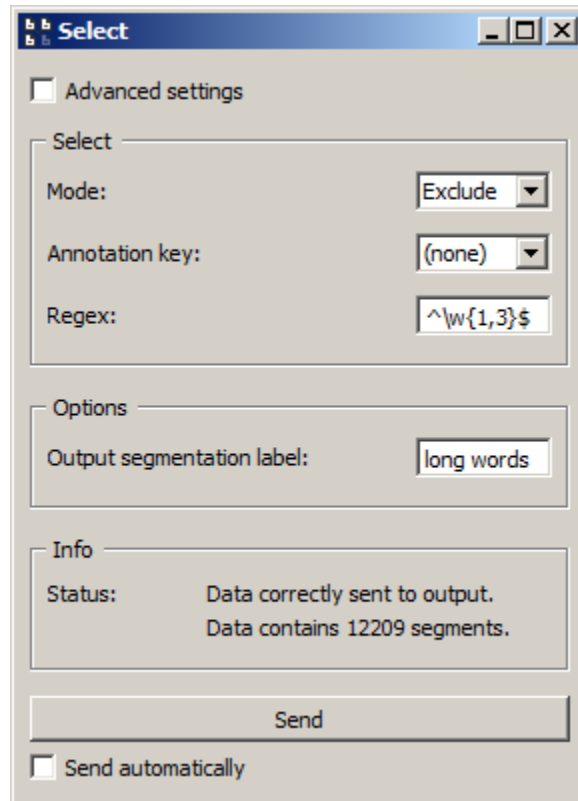 Select
Advanced settings
Select
Mode: Exclude
Annotation key: (none)
Regex: ^\w{1,3}$
Options
Output segmentation label: long words
Info
Status: Data correctly sent to output.
Data contains 12209 segments.
Send
Send automatically